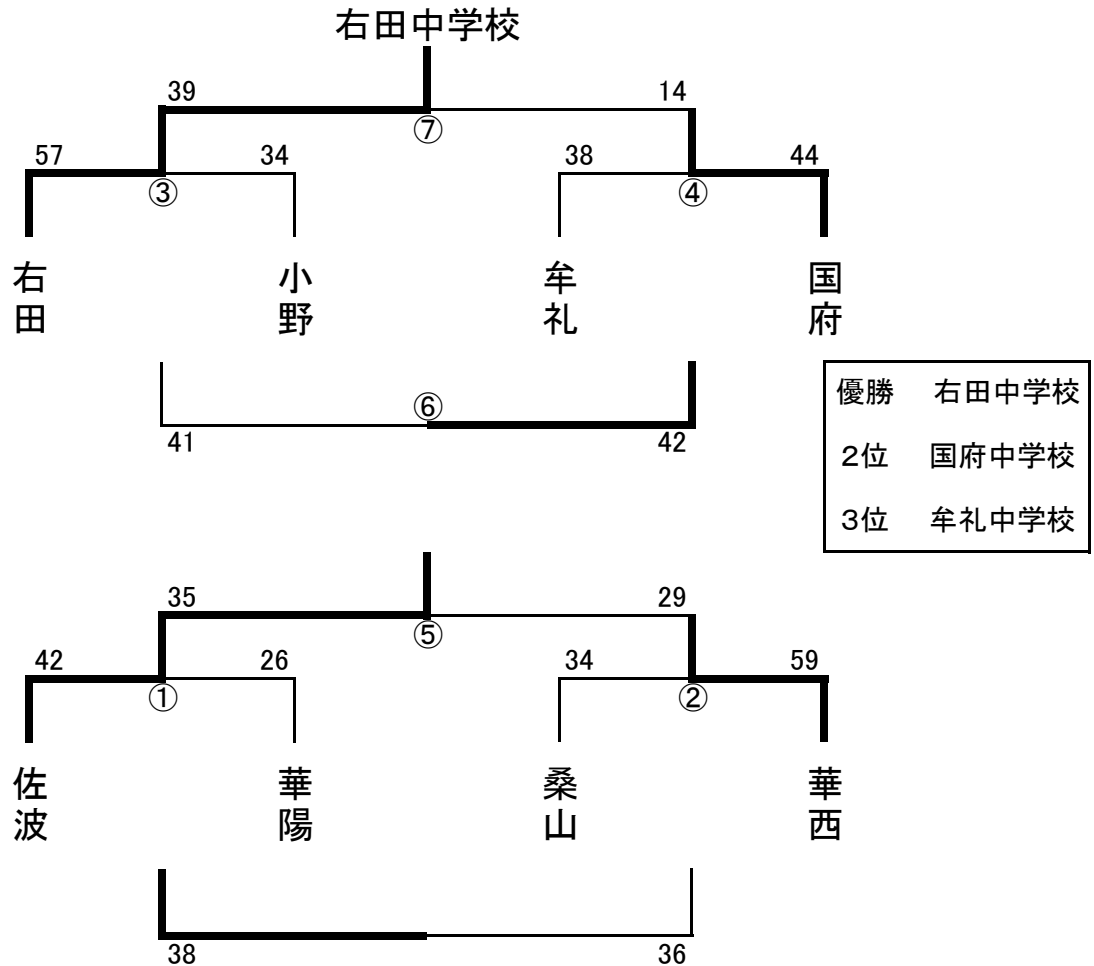 右田中学校
39 14
⑦
57 34 38 44
③ ④
右田 小野 牟礼 国府
優勝 右田中学校
⑥
41 42
2位 国府中学校
3位 牟礼中学校
35 29
⑤
42 26 34 59
① ②
佐波 華陽 桑山 華西
38 36